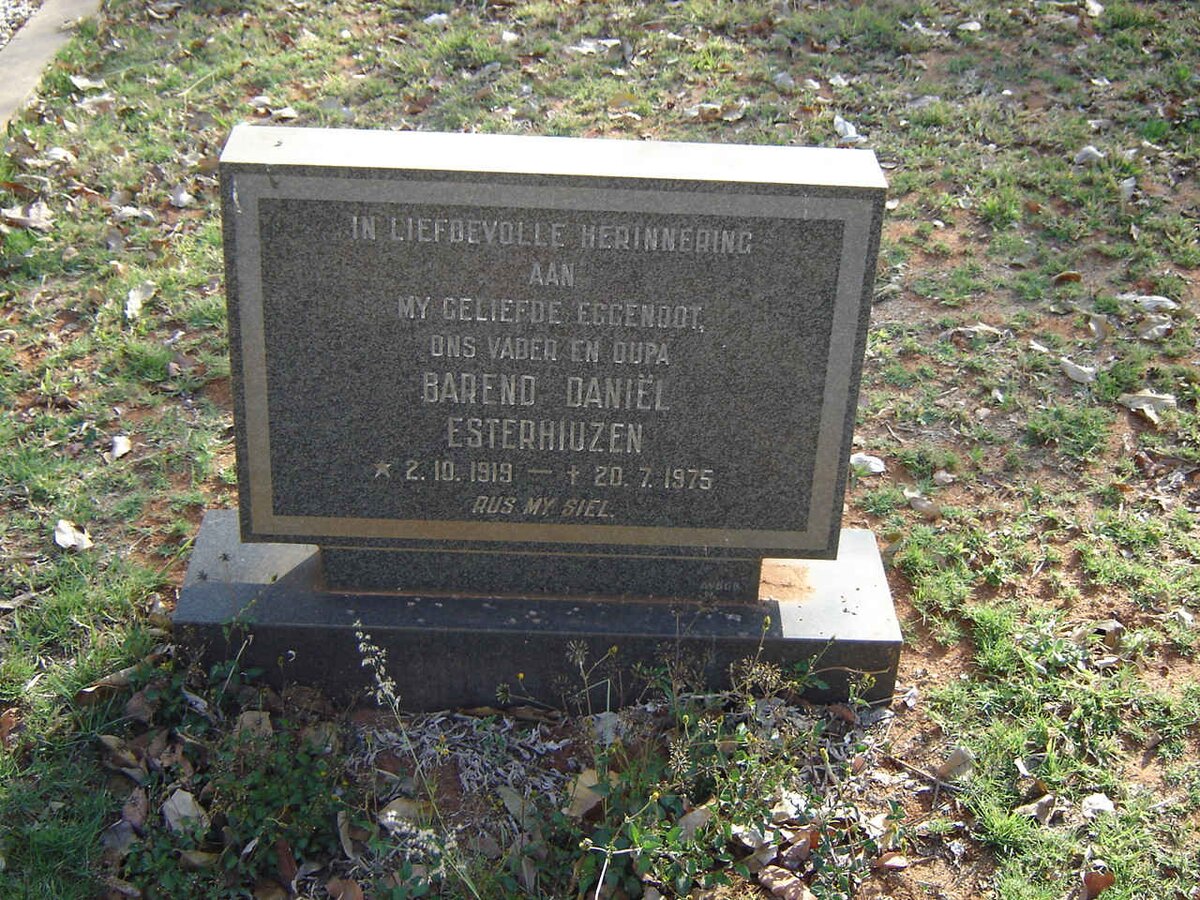 IN LIEFDEVOLLE HERINNERING
AAN
MY GELIEFDE EGGENOOT,
ONS VADER EN OUPA
BAREND DANIËL
ESTERHIUZEN
★ 2. 10. 1919 — † 20. 7. 1975
RUS MY SIEL.